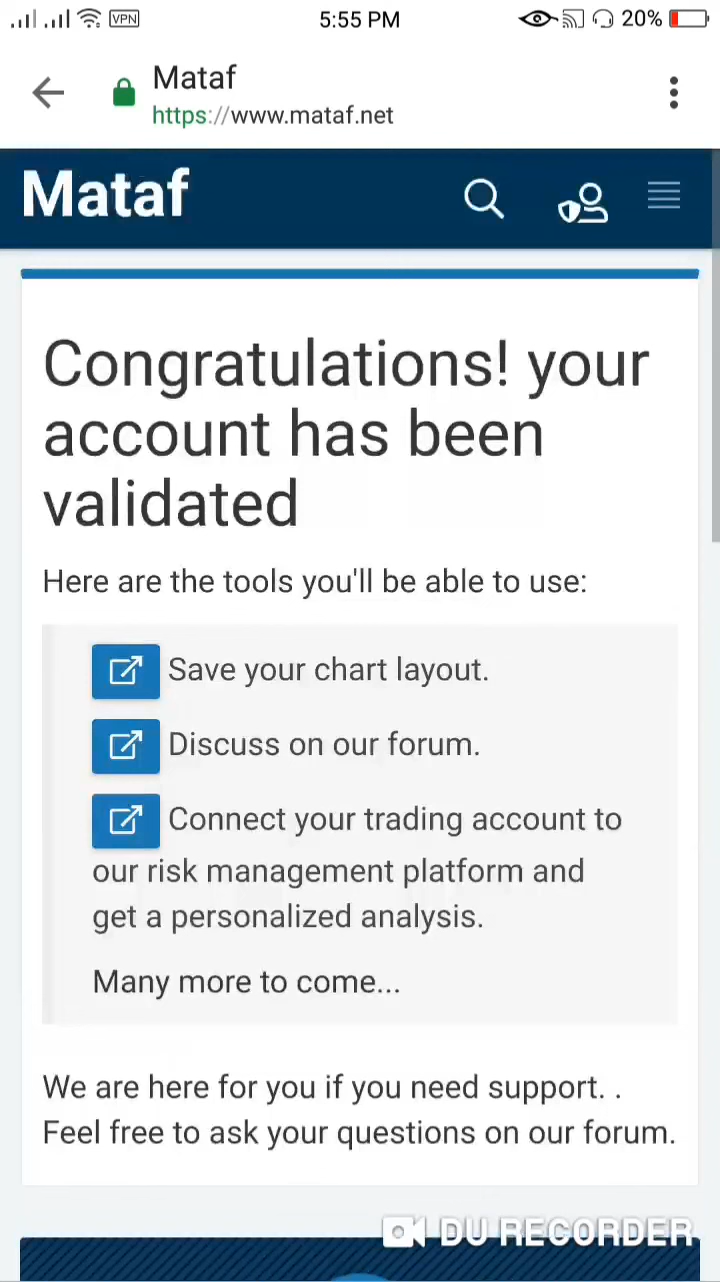 VPN 5:55 PM 20%
Mataf
https://www.mataf.net
Mataf
Congratulations! your
account has been
validated
Here are the tools you'll be able to use:
Save your chart layout.
Discuss on our forum.
Connect your trading account to
our risk management platform and
get a personalized analysis.
Many more to come...
We are here for you if you need support. .
Feel free to ask your questions on our forum.
DU RECORDER